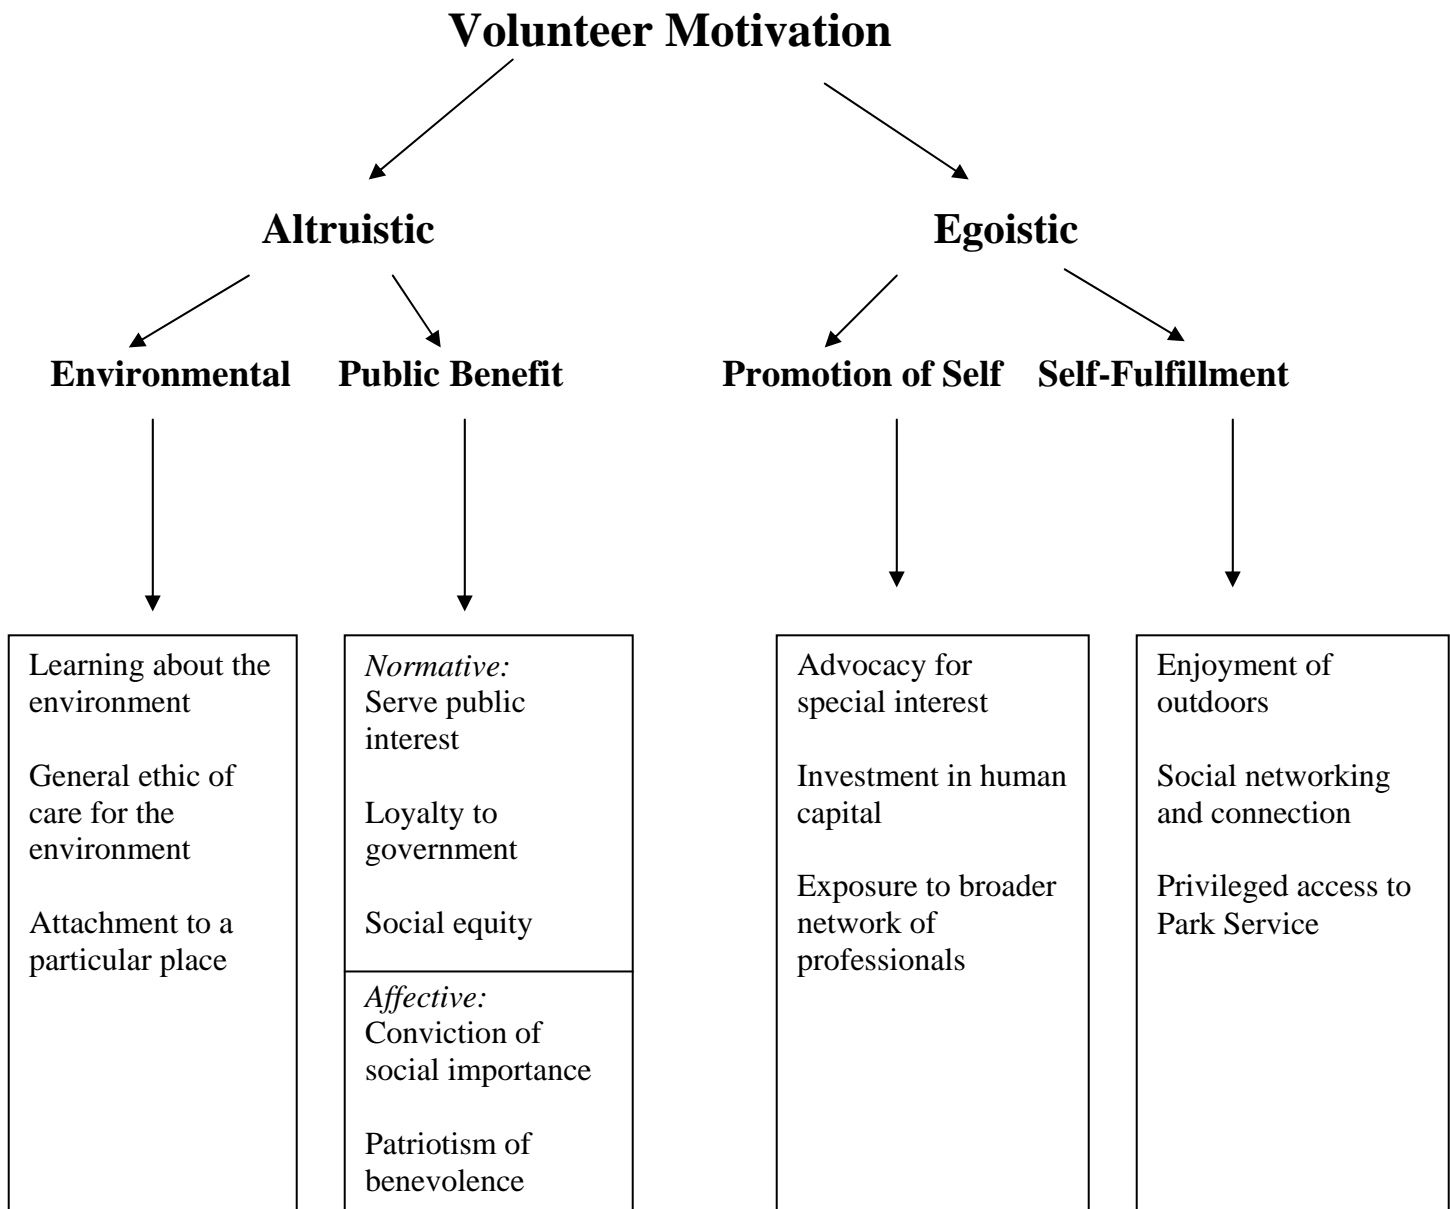 Volunteer Motivation
Altruistic
Egoistic
Environmental
Public Benefit
Promotion of Self
Self-Fulfillment
Learning about the
environment
General ethic of
care for the
environment
Attachment to a
particular place
Normative:
Serve public
interest
Loyalty to
government
Social equity
Affective:
Conviction of
social importance
Patriotism of
benevolence
Advocacy for
special interest
Investment in human
capital
Exposure to broader
network of
professionals
Enjoyment of
outdoors
Social networking
and connection
Privileged access to
Park Service